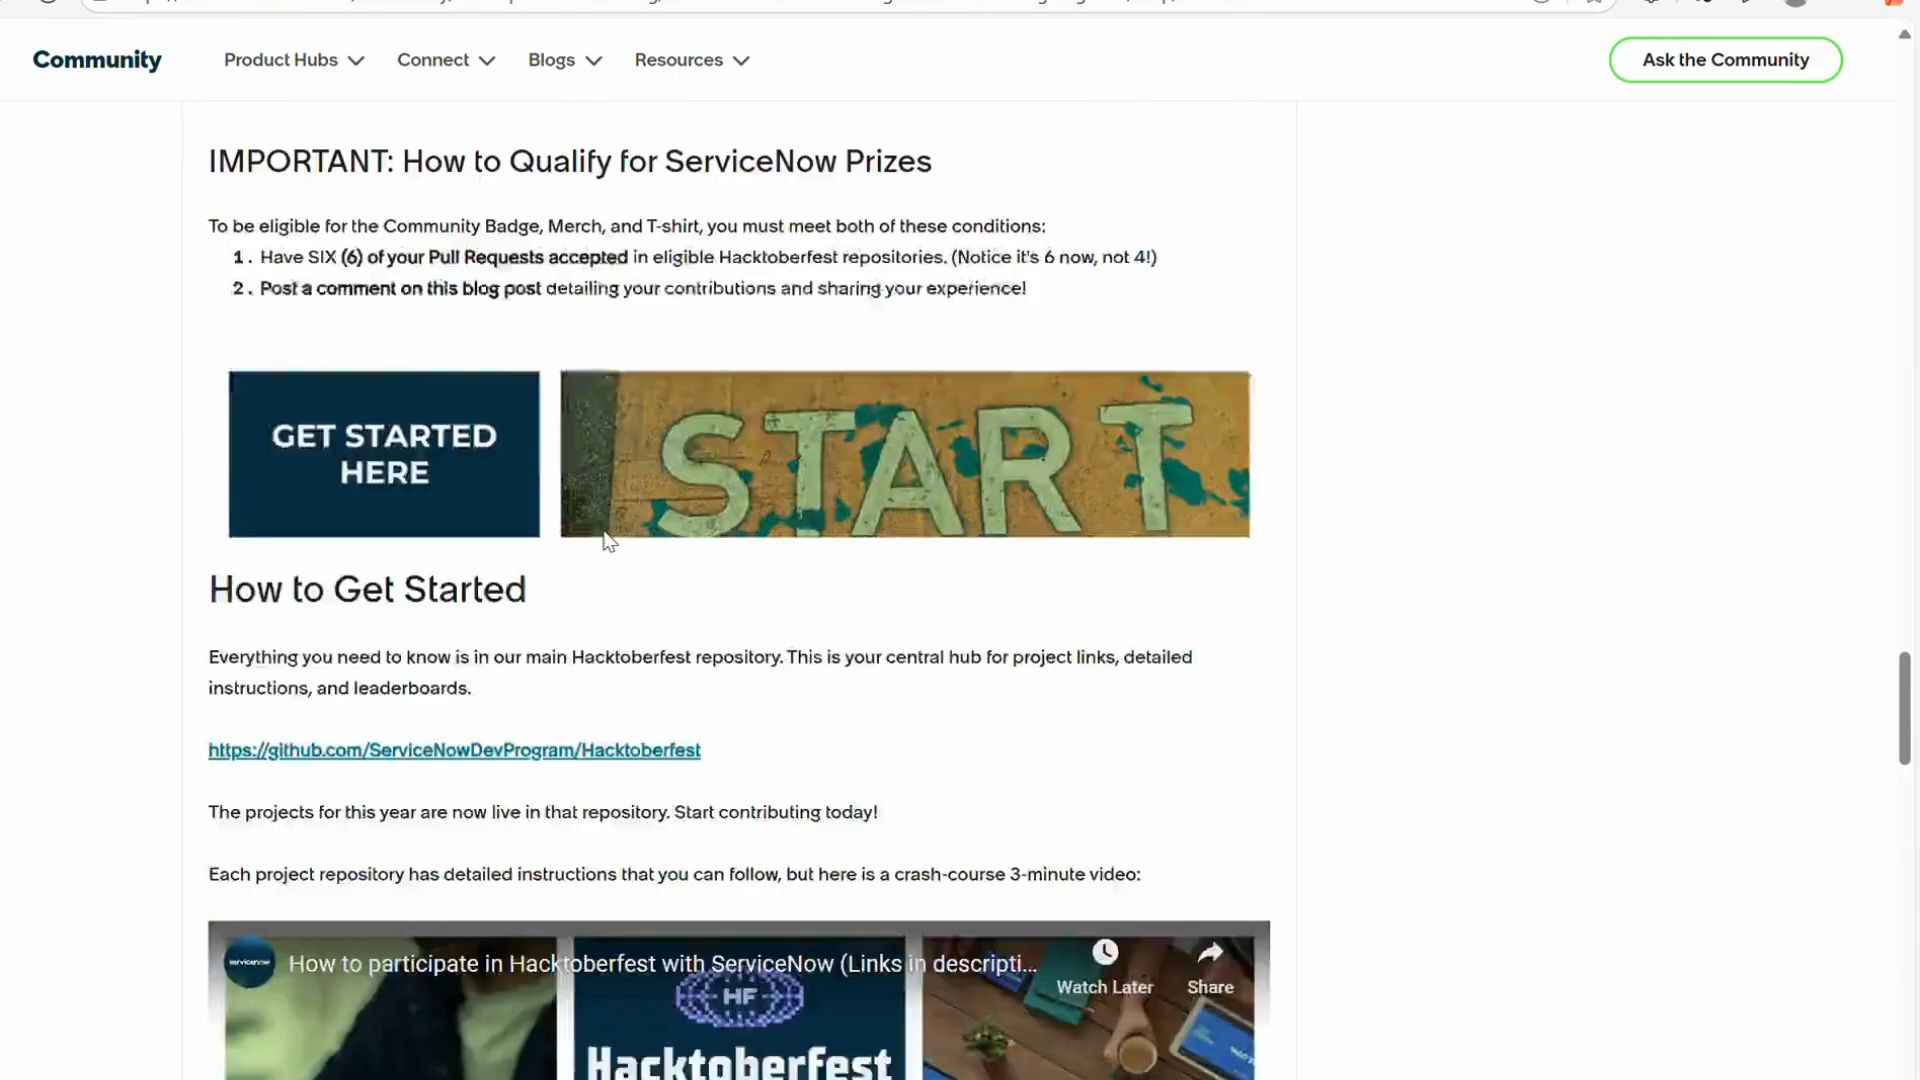 Community
Product Hubs
Connect
Blogs
Resources
Ask the Community
IMPORTANT: How to Qualify for ServiceNow Prizes
To be eligible for the Community Badge, Merch, and T-shirt, you must meet both of these conditions:
1. Have SIX (6) of your Pull Requests accepted in eligible Hacktoberfest repositories. (Notice it's 6 now, not 4!)
2. Post a comment on this blog post detailing your contributions and sharing your experience!
GET STARTED
HERE
START
How to Get Started
Everything you need to know is in our main Hacktoberfest repository. This is your central hub for project links, detailed
instructions, and leaderboards.
https://github.com/ServiceNowDevProgram/Hacktoberfest
The projects for this year are now live in that repository. Start contributing today!
Each project repository has detailed instructions that you can follow, but here is a crash-course 3-minute video:
servicenow
How to participate in Hacktoberfest with ServiceNow (Links in descripti...
Watch Later
Share
HF
Hacktoberfest